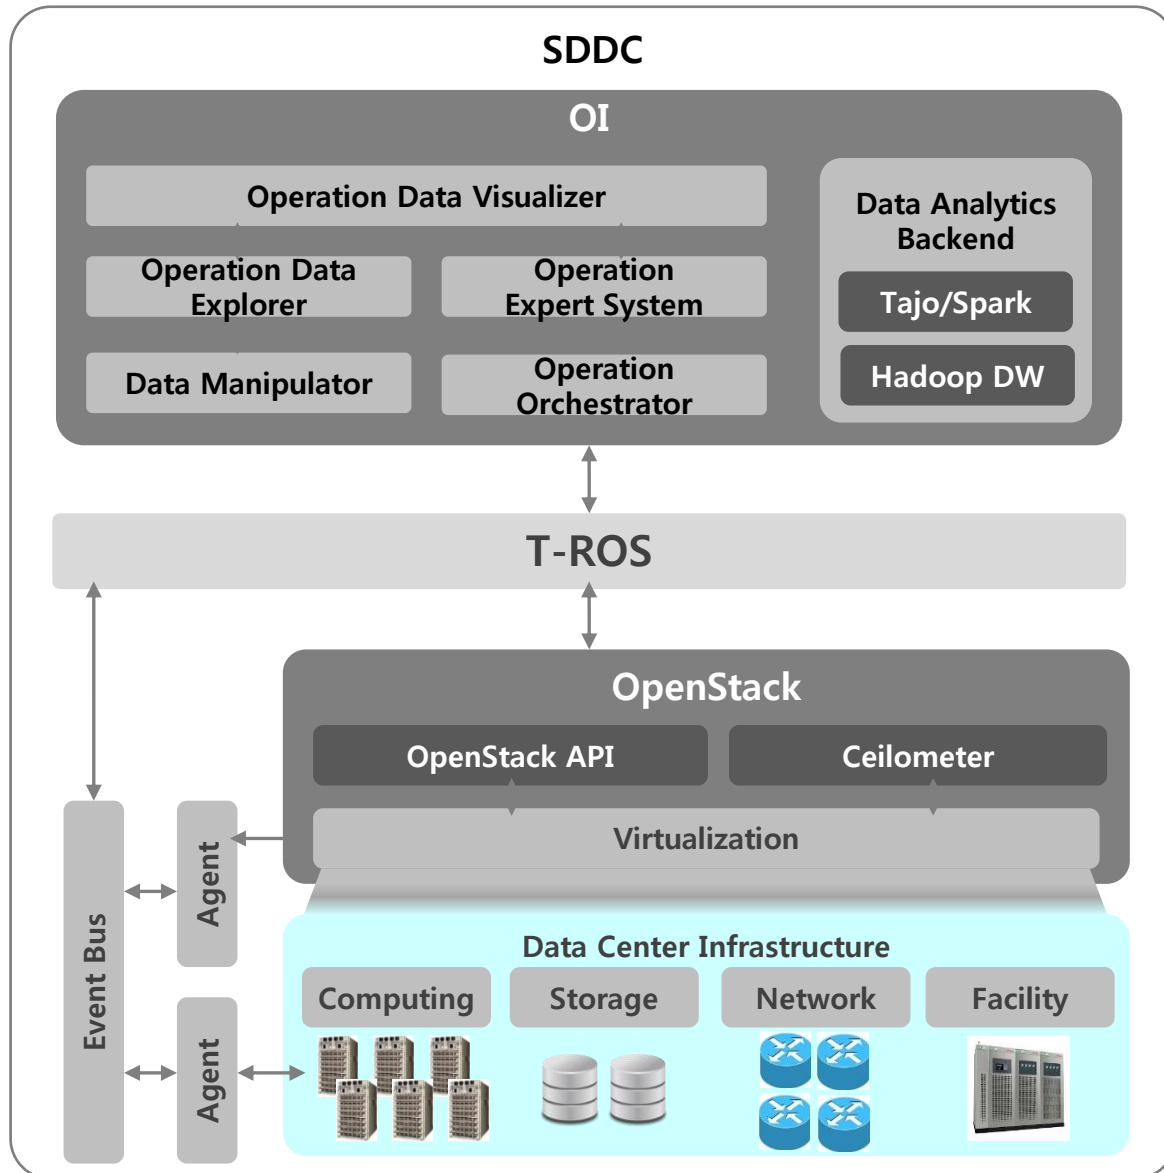 SDDC
OI
Operation Data Visualizer
Operation Data
Explorer
Operation
Expert System
Data Manipulator
Operation
Orchestrator
Data Analytics
Backend
Tajo/Spark
Hadoop DW
T-ROS
OpenStack
OpenStack API
Ceilometer
Virtualization
Event Bus
Agent
Agent
Data Center Infrastructure
Computing
Storage
Network
Facility